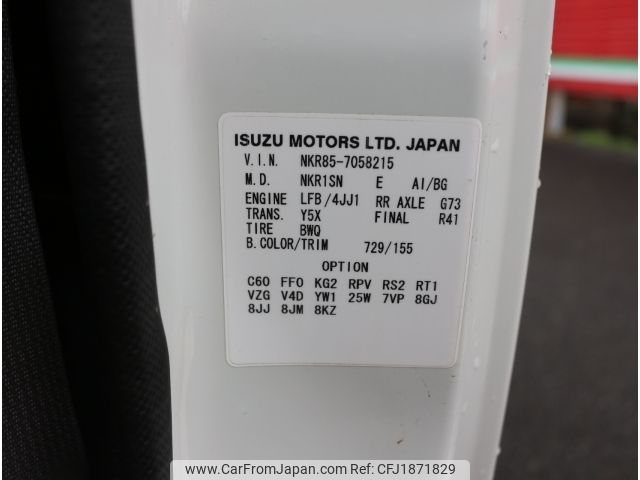 ISUZU MOTORS LTD. JAPAN
V.I.N. NKR85-7058215
M.D. NKR1SN E AI/BG
ENGINE LFB/4JJ1 RR AXLE G73
TRANS. Y5X FINAL R41
TIRE BWQ
B.COLOR/TRIM 729/155
OPTION
C60 FF0 KG2 RPV RS2 RT1
VZG V4D YW1 25W 7VP 8GJ
8JJ 8JM 8KZ
www.CarFromJapan.com | © CarFromJapan - CFJ1871829